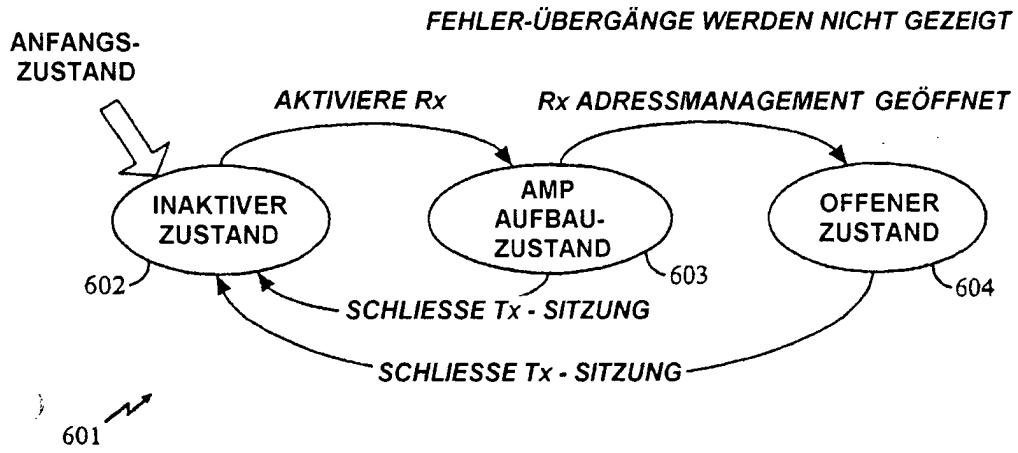 FEHLER-ÜBERGÄNGE WERDEN NICHT GEZEIGT
ANFANGS-
ZUSTAND
AKTIVIERE Rx
Rx ADRESSMANAGEMENT GEÖFFNET
INAKTIVER
ZUSTAND
AMP
AUFBAU-
ZUSTAND
OFFENER
ZUSTAND
602
603
604
SCHLIESSE Tx - SITZUNG
SCHLIESSE Tx - SITZUNG
601